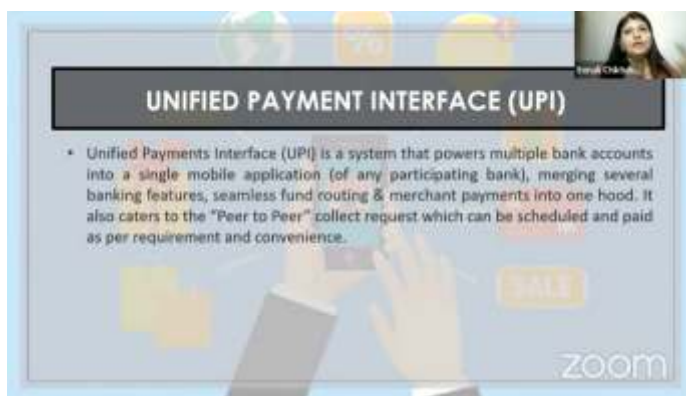 %
UNIFIED PAYMENT INTERFACE (UPI)
• Unified Payments Interface (UPI) is a system that powers multiple bank accounts
into a single mobile application (of any participating bank), merging several
banking features, seamless fund routing & merchant payments into one hood. It
also caters to the “Peer to Peer” collect request which can be scheduled and paid
as per requirement and convenience.
SALE
zoom